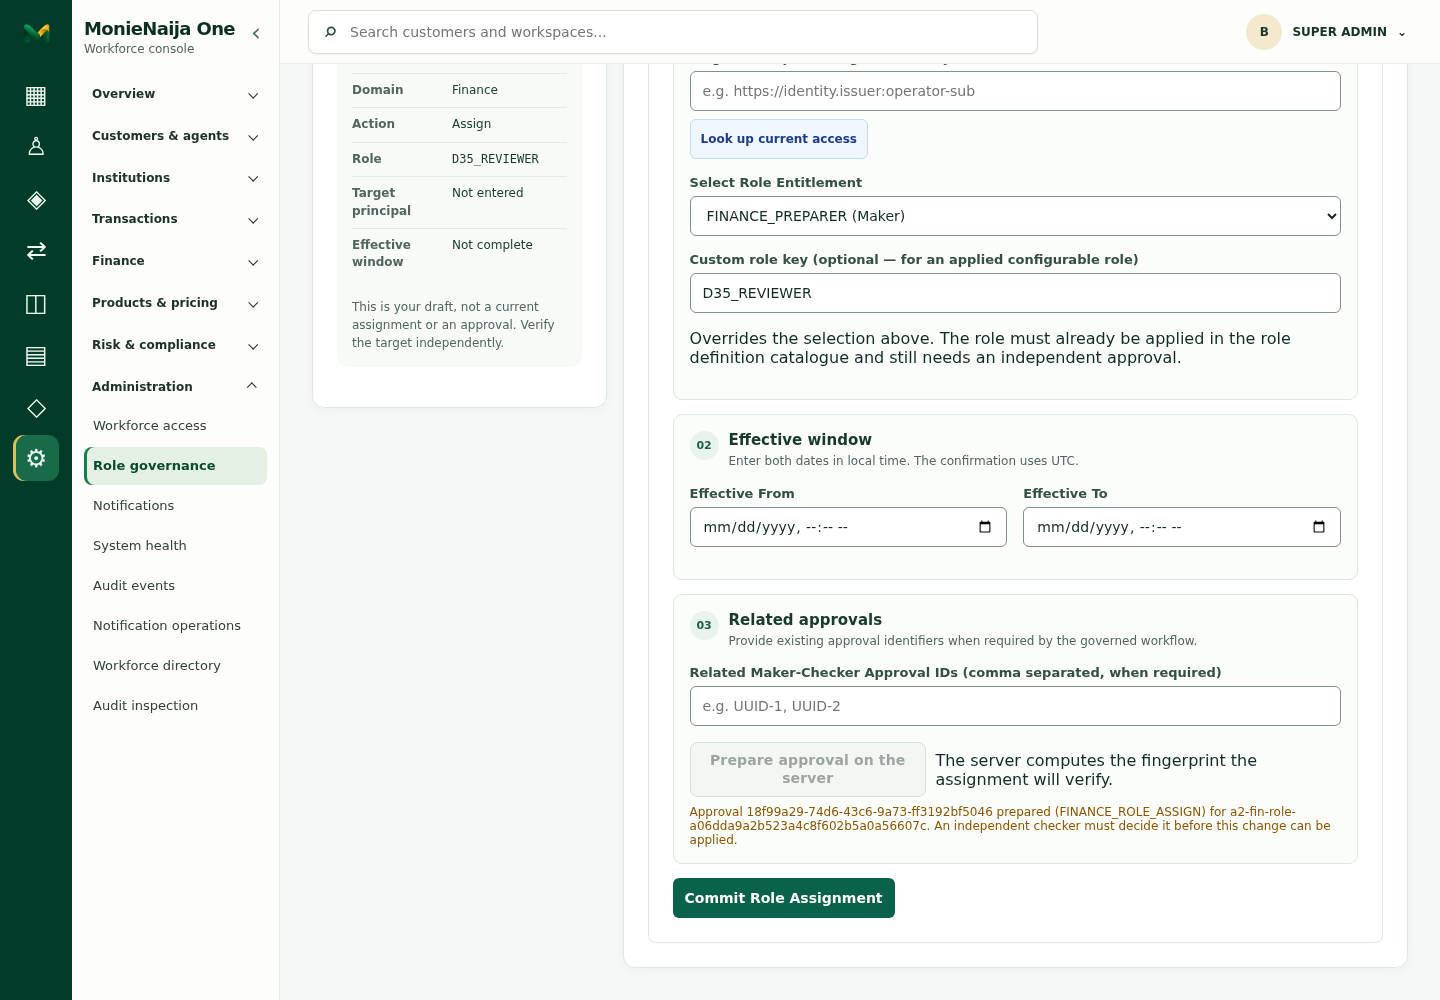 MonieNaija One
Workforce console
Search customers and workspaces...
B
SUPER ADMIN
Overview
Customers & agents
Institutions
Transactions
Finance
Products & pricing
Risk & compliance
Administration
Workforce access
Role governance
Notifications
System health
Audit events
Notification operations
Workforce directory
Audit inspection
Domain
Finance
Action
Assign
Role
D35_REVIEWER
Target
principal
Not entered
Effective
window
Not complete
This is your draft, not a current
assignment or an approval. Verify
the target independently.
e.g. https://identity.issuer:operator-sub
Look up current access
Select Role Entitlement
FINANCE_PREPARER (Maker)
Custom role key (optional — for an applied configurable role)
D35_REVIEWER
Overrides the selection above. The role must already be applied in the role
definition catalogue and still needs an independent approval.
02
Effective window
Enter both dates in local time. The confirmation uses UTC.
Effective From
Effective To
mm/dd/yyyy, --:-- --
mm/dd/yyyy, --:-- --
03
Related approvals
Provide existing approval identifiers when required by the governed workflow.
Related Maker-Checker Approval IDs (comma separated, when required)
e.g. UUID-1, UUID-2
Prepare approval on the
server
The server computes the fingerprint the
assignment will verify.
Approval 18f99a29-74d6-43c6-9a73-ff3192bf5046 prepared (FINANCE_ROLE_ASSIGN) for a2-fin-role-
a06dda9a2b523a4c8f602b5a0a56607c. An independent checker must decide it before this change can be
applied.
Commit Role Assignment